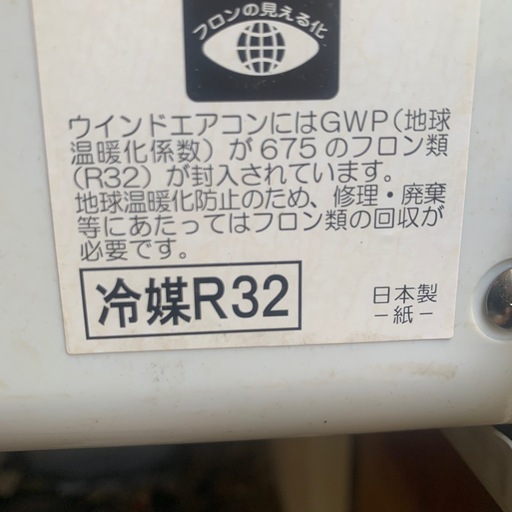 フロンの見える化
ウインドエアコンにはGWP(地球
温暖化係数)が675のフロン類
(R32)が封入されています。
地球温暖化防止のため、修理・廃棄
等にあたってはフロン類の回収が
必要です。
冷媒R32
日本製
-紙-